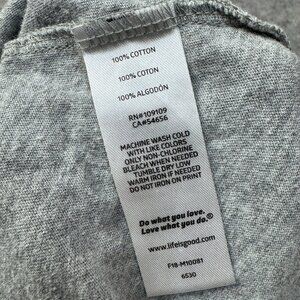 100% COTTON
100% COTON
100% ALGODÓN
RN#109109
CA#54656
MACHINE WASH COLD
WITH LIKE COLORS
ONLY NON-CHLORINE
BLEACH WHEN NEEDED
TUMBLE DRY LOW
WARM IRON IF NEEDED
DO NOT IRON ON PRINT
Do what you love.
Love what you do.®
www.lifeisgood.com
F18-M10081
6530